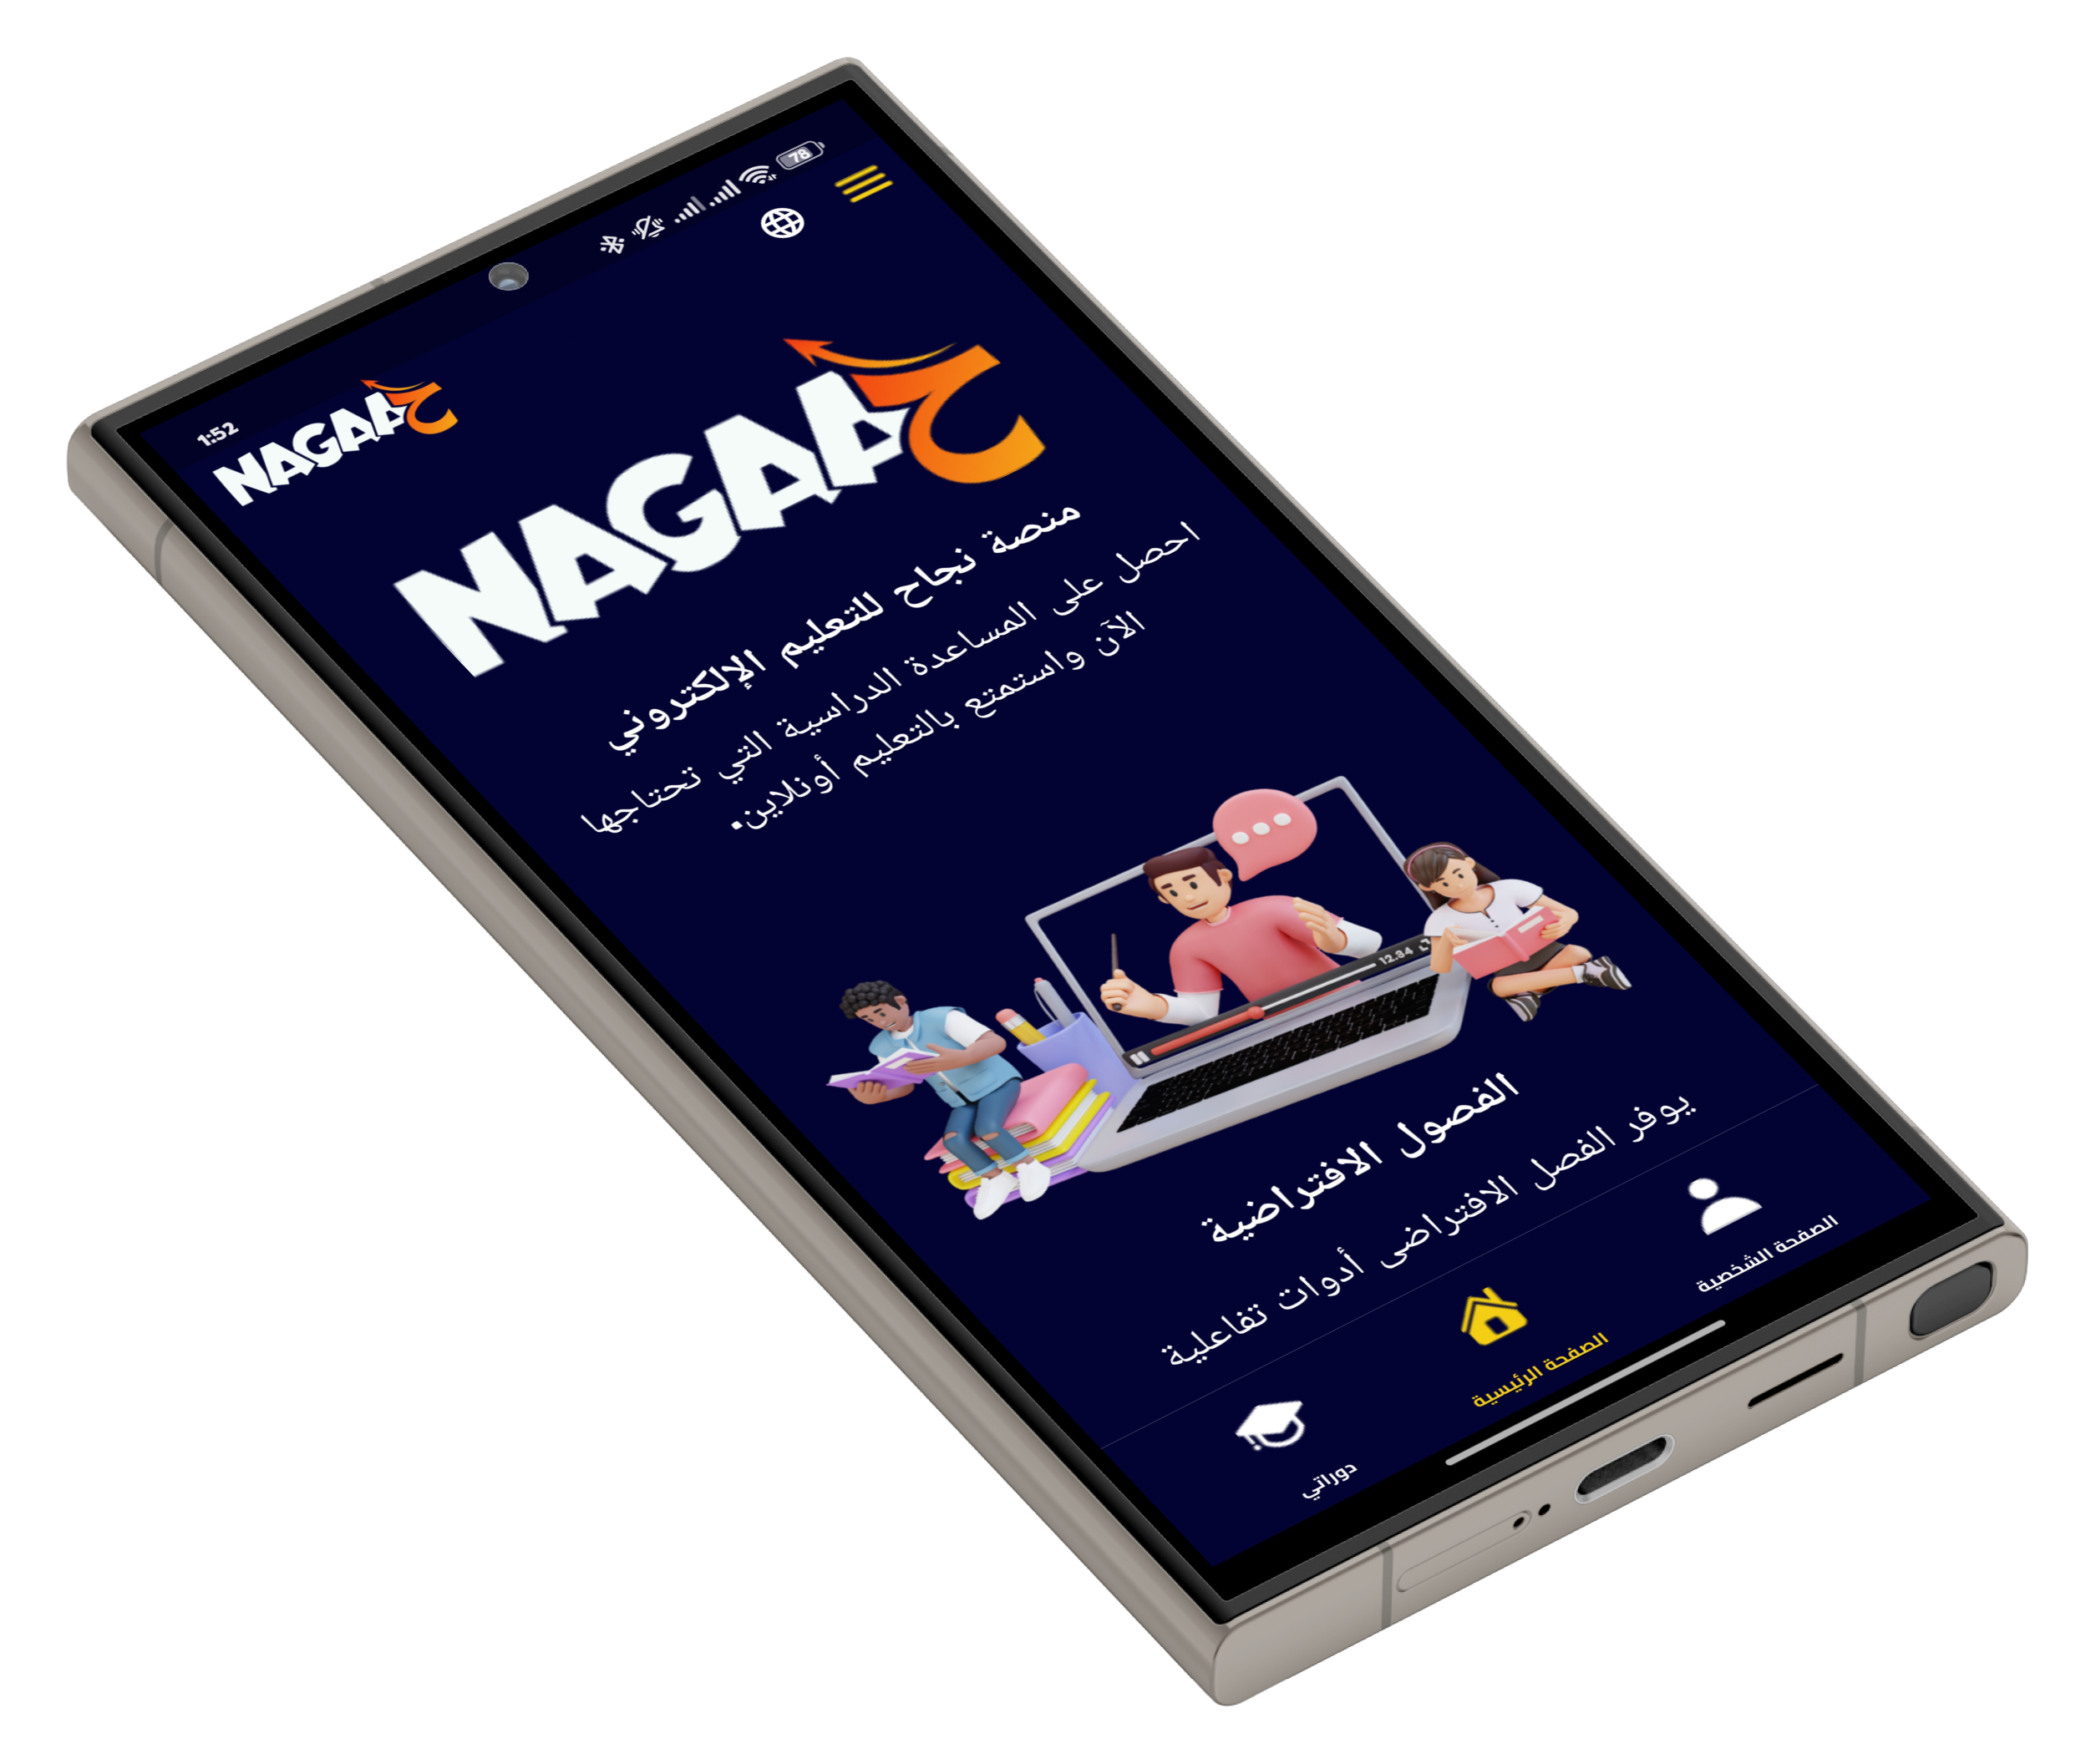 1:52
78
NAGAAح
NAGAAح
منصة نجاح للتعليم الإلكتروني
احصل على المساعدة الدراسية التي تحتاجها
الآن واستمتع بالتعليم أونلاين.
12.34
الفصول الافتراضية
يوفر الفصل الافتراضى أدوات تفاعلية
الصفحة الشخصية
الصفحة الرئيسية
دوراتي